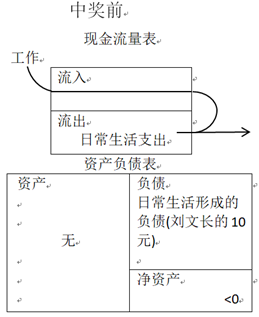 中奖前
现金流量表
工作
流入
流出
日常生活支出
资产负债表
资产
无
负债
日常生活形成的
负债(刘文长的10
元)
净资产
<0